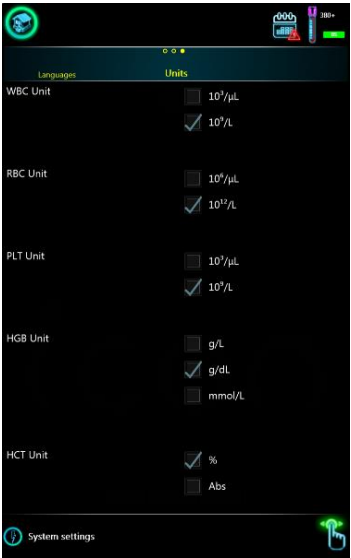 380+
Languages
Units
WBC Unit
10³/µL
10⁹/L
RBC Unit
10⁶/µL
10¹²/L
PLT Unit
10³/µL
10⁹/L
HGB Unit
g/L
g/dL
mmol/L
HCT Unit
%
Abs
System settings